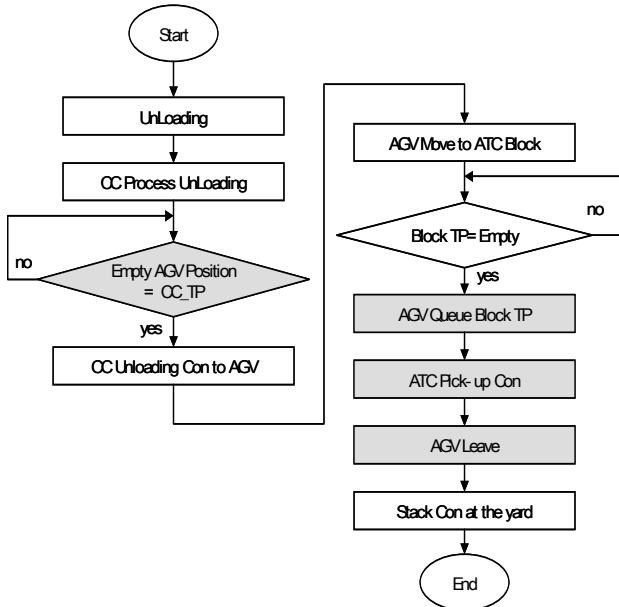 Start
UnLoading
CC Process UnLoading
no
Empty AGV Position
= CC_TP
yes
CC Unloading Con to AGV
AGV Move to ATC Block
no
Block TP= Empty
yes
AGV Queue Block TP
ATC Pick- up Con
AGV Leave
Stack Con at the yard
End